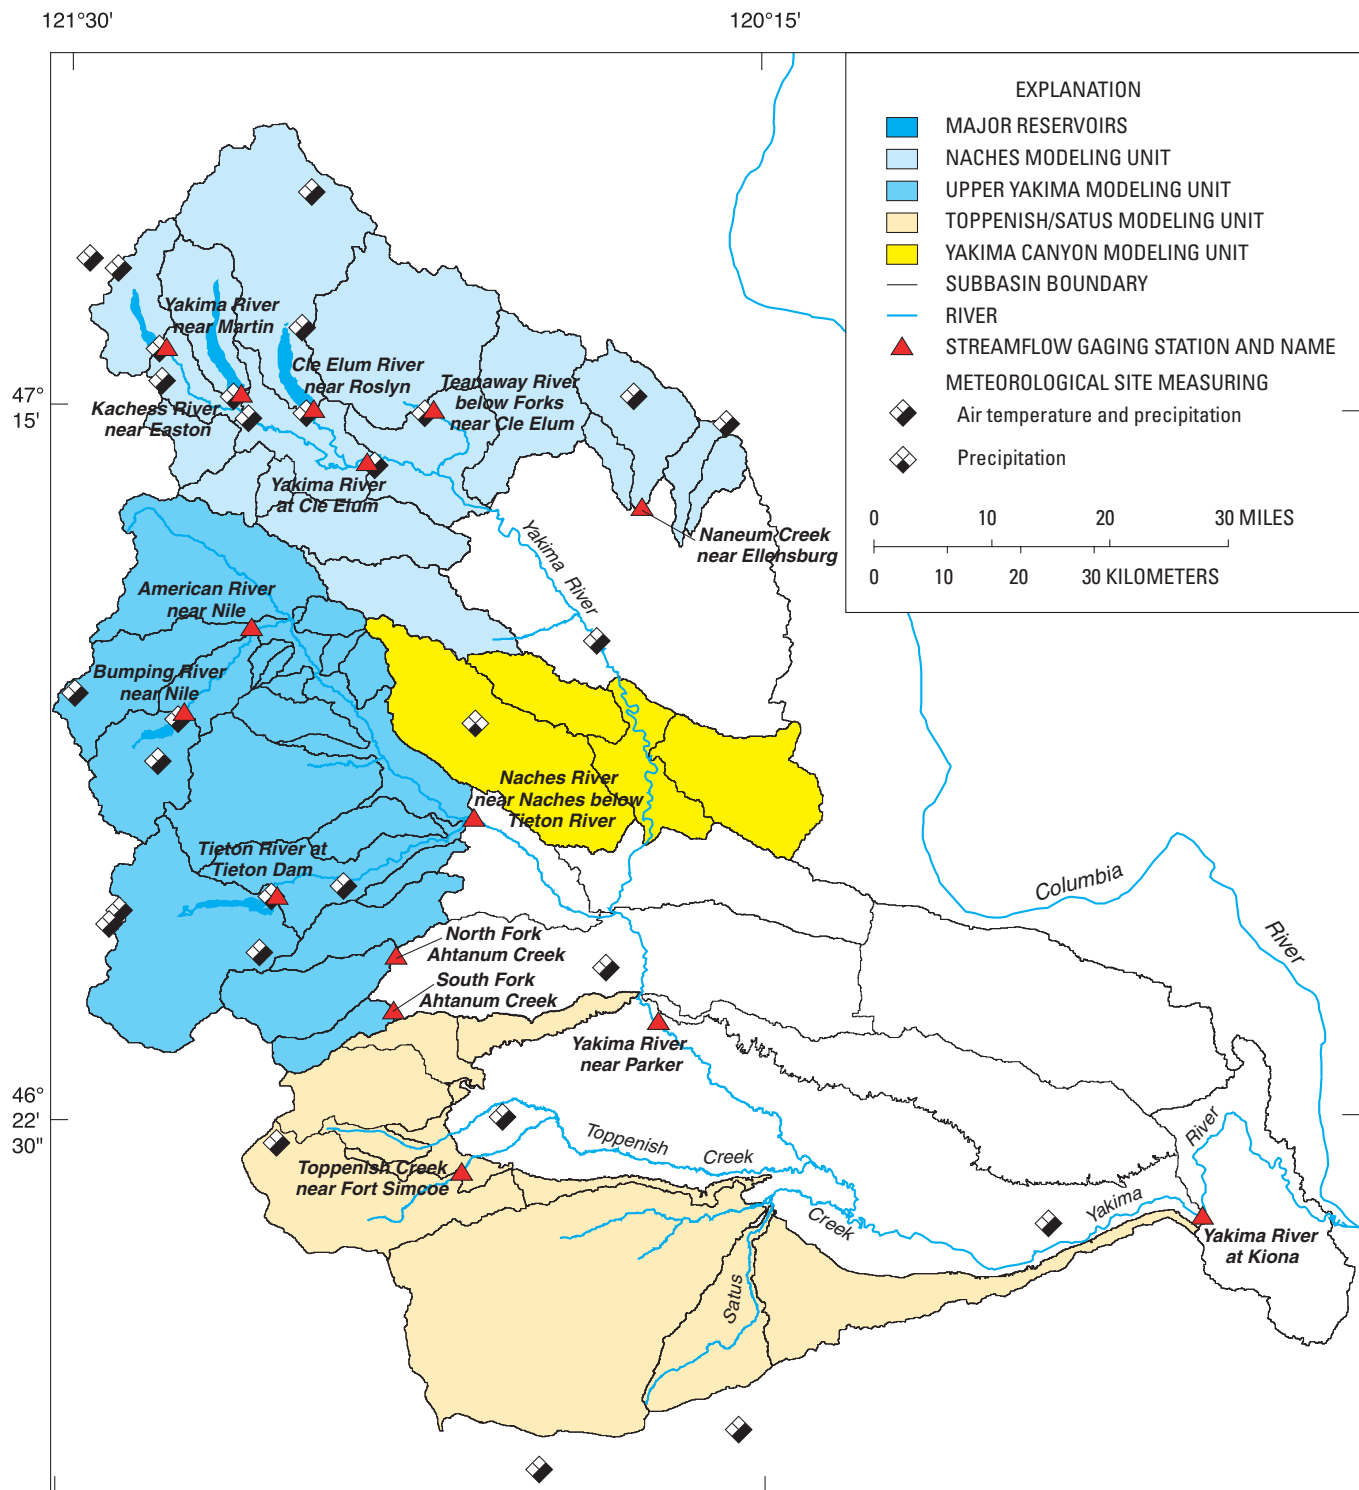 121°30'
120°15'
EXPLANATION
MAJOR RESERVOIRS
NACHES MODELING UNIT
UPPER YAKIMA MODELING UNIT
TOPPENISH/SATUS MODELING UNIT
YAKIMA CANYON MODELING UNIT
SUBBASIN BOUNDARY
RIVER
STREAMFLOW GAGING STATION AND NAME
METEOROLOGICAL SITE MEASURING
Air temperature and precipitation
Precipitation
0 10 20 30 MILES
0 10 20 30 KILOMETERS
Yakima River
near Martin
Cle Elum River
near Roslyn
Teanaway River
below Forks
near Cle Elum
47°
15'
Kachess River
near Easton
Yakima River
at Cle Elum
Naneum Creek
near Ellensburg
Yakima River
American River
near Nile
Bumping River
near Nile
Naches River
near Naches below
Tieton River
Tieton River at
Tieton Dam
Columbia
River
North Fork
Ahtanum Creek
South Fork
Ahtanum Creek
Yakima River
near Parker
46°
22'
30"
Toppenish Creek
River
Toppenish Creek
near Fort Simcoe
Creek
Yakima
Satus
Yakima River
at Kiona